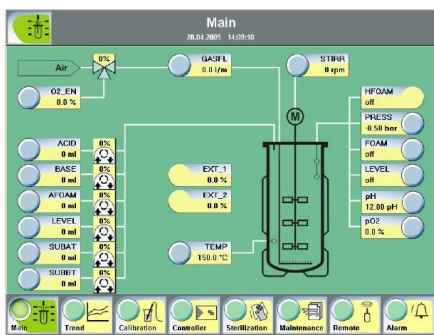 Main
28.04.2005 14:09:10
Air
0%
GASFL
0.0 l/m
STIRR
0 rpm
O2_EN
0.0 %
HFOAM
off
M
PRESS
-0.50 bar
ACID
0 ml
0%
FOAM
off
BASE
0 ml
0%
EXT_1
0.0 %
LEVEL
off
AFOAM
0 ml
0%
EXT_2
0.0 %
pH
12.00 pH
LEVEL
0 ml
0%
pO2
0.0 %
SUBAT
0 ml
0%
TEMP
150.0 °C
SUBBT
0 ml
0%
Main
Trend
Calibration
Controller
Sterilization
Maintenance
Remote
Alarm